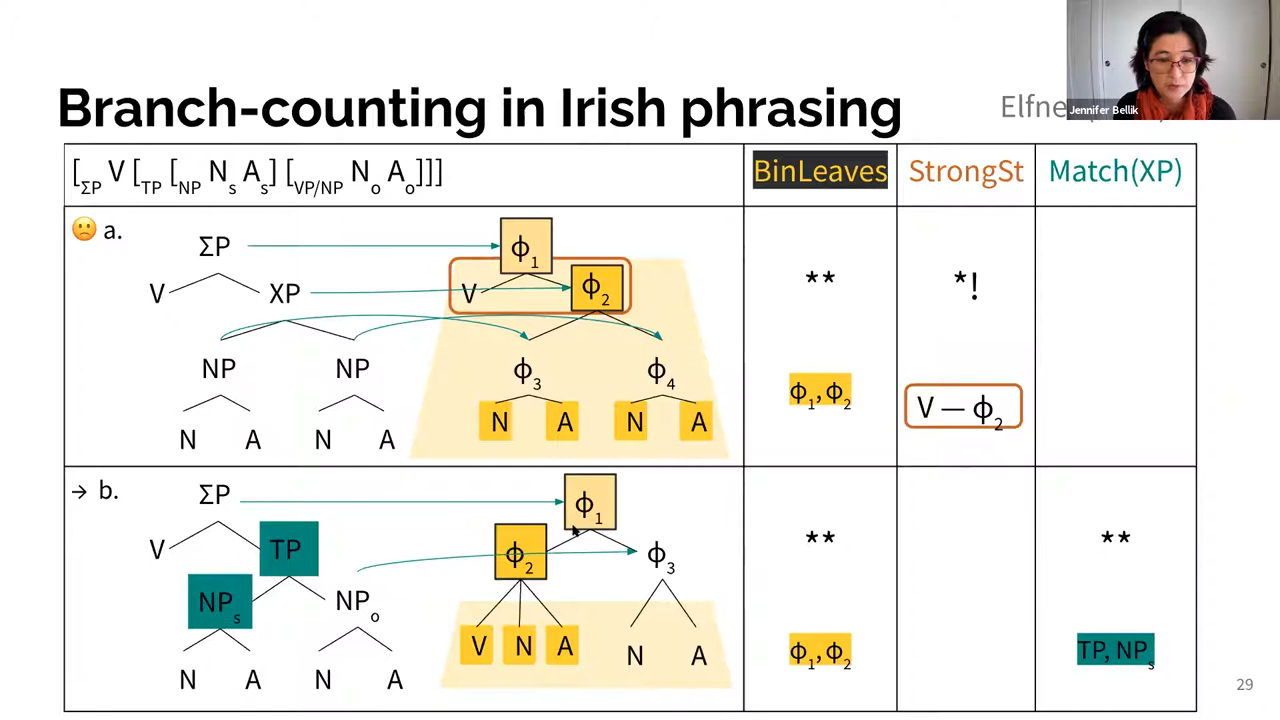 Branch-counting in Irish phrasing
Elfne
Jennifer Bellik
[ΣP V [TP [NP Ns As] [VP/NP No Ao]]]
BinLeaves
StrongSt
Match(XP)
☹ a.
ΣP
ϕ1
V
XP
V
ϕ2
**
*!
NP
NP
ϕ3
ϕ4
ϕ1, ϕ2
V — ϕ2
N
A
N
A
N
A
N
A
→ b.
ΣP
ϕ1
V
TP
ϕ2
ϕ3
**
**
NPs
NPo
V
N
A
N
A
ϕ1, ϕ2
TP, NPs
N
A
N
A
29